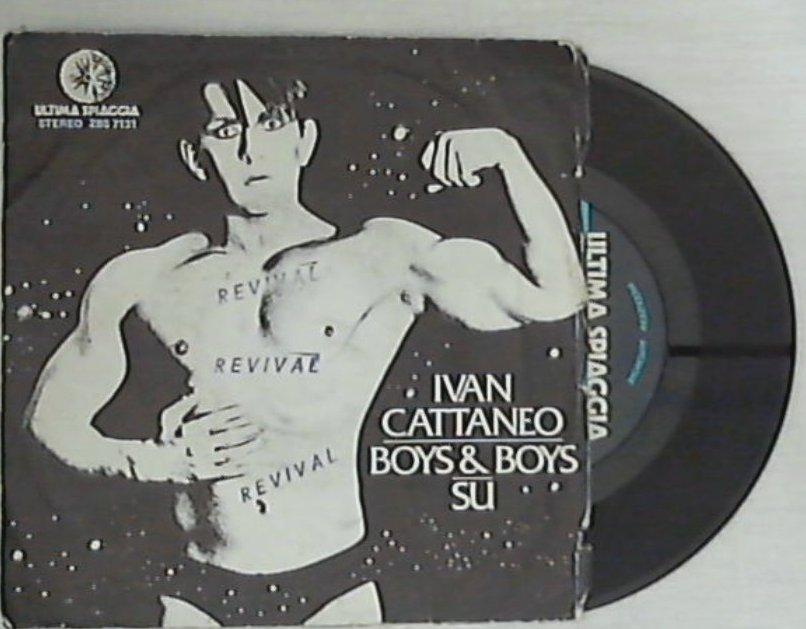 ULTIMA SPIAGGIA
STEREO ZBS 7131
REVIVAL
REVIVAL
REVIVAL
IVAN
CATTANEO
BOYS & BOYS
SU
ULTIMA SPIAGGIA